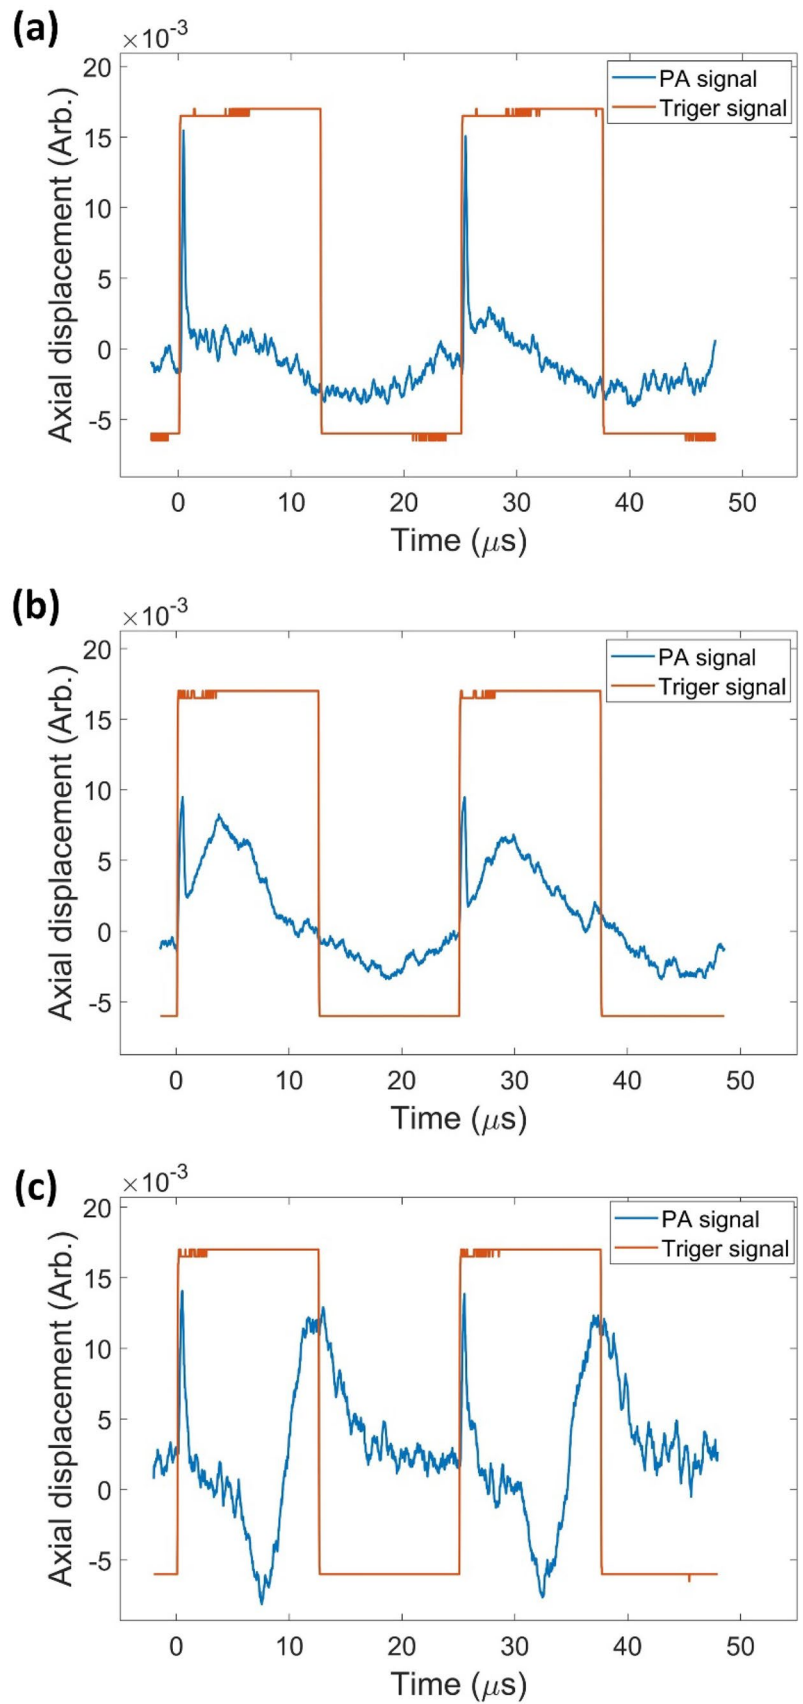 (a)
×10⁻³
20
15
10
5
0
-5
Axial displacement (Arb.)
PA signal
Triger signal
0 10 20 30 40 50
Time (μs)
(b)
×10⁻³
20
15
10
5
0
-5
Axial displacement (Arb.)
PA signal
Triger signal
0 10 20 30 40 50
Time (μs)
(c)
×10⁻³
20
15
10
5
0
-5
Axial displacement (Arb.)
PA signal
Triger signal
0 10 20 30 40 50
Time (μs)